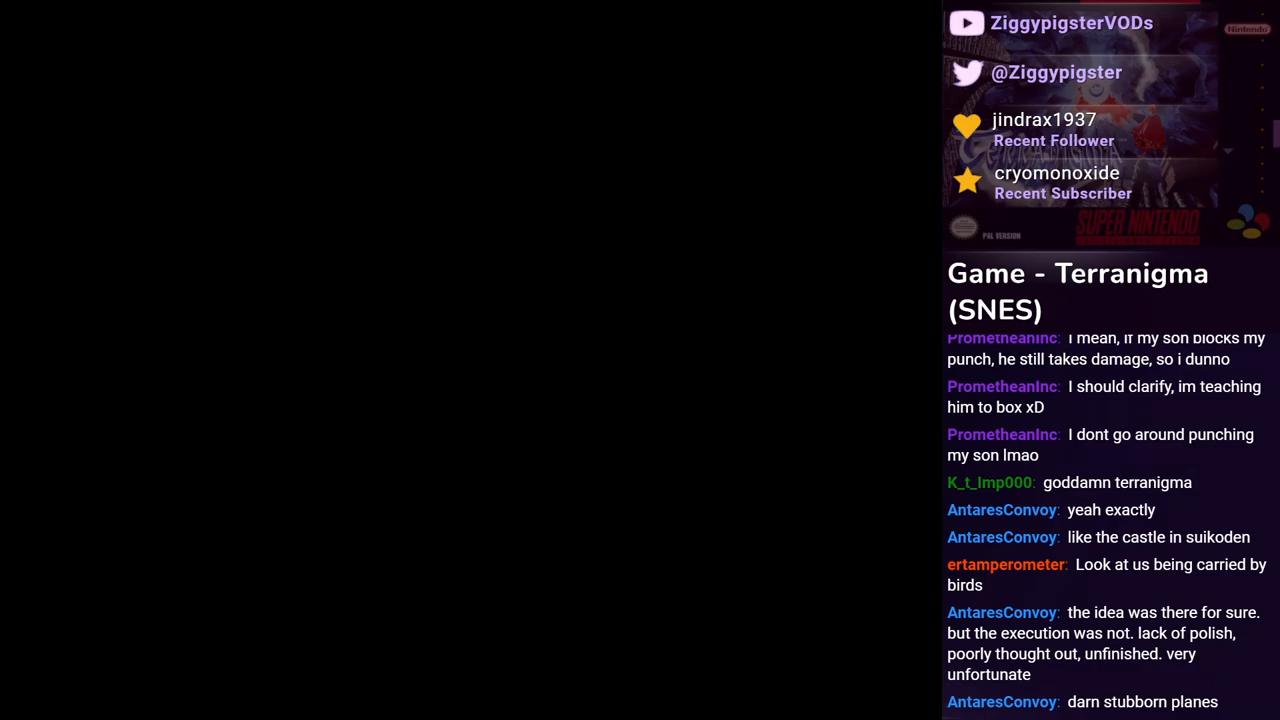 ZiggypigsterVODs
Nintendo
@Ziggypigster
jindrax1937
Recent Follower
cryomonoxide
Recent Subscriber
PAL VERSION
SUPER NINTENDO
Game - Terranigma
(SNES)
PrometheanInc: I mean, if my son blocks my
punch, he still takes damage, so i dunno
PrometheanInc: I should clarify, im teaching
him to box xD
PrometheanInc: I dont go around punching
my son lmao
K_t_Imp000: goddamn terranigma
AntaresConvoy: yeah exactly
AntaresConvoy: like the castle in suikoden
ertamperometer: Look at us being carried by
birds
AntaresConvoy: the idea was there for sure.
but the execution was not. lack of polish,
poorly thought out, unfinished. very
unfortunate
AntaresConvoy: darn stubborn planes